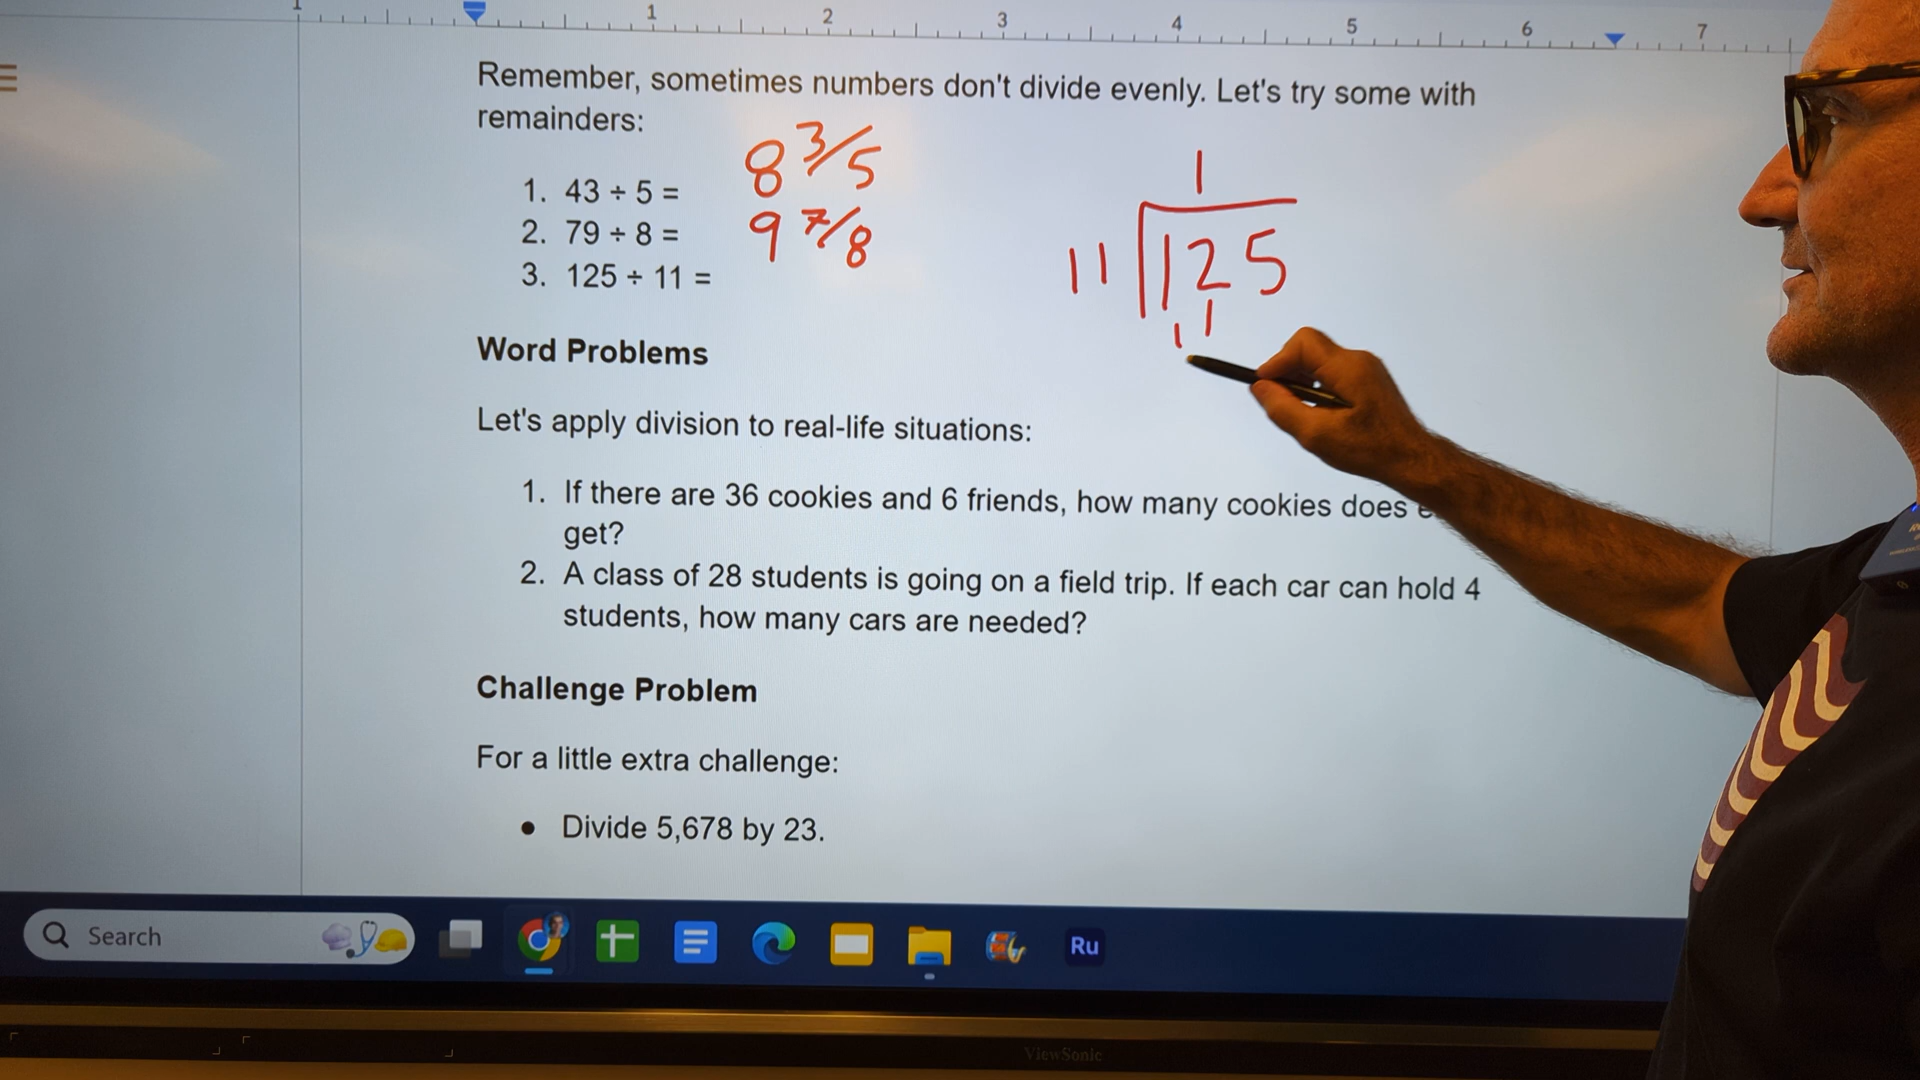 1 1 2 3 4 5 6 7
Remember, sometimes numbers don't divide evenly. Let's try some with
remainders:
1. 43 ÷ 5 = 8 3/5
2. 79 ÷ 8 = 9 7/8
3. 125 ÷ 11 =
1
11 125
11
Word Problems
Let's apply division to real-life situations:
1. If there are 36 cookies and 6 friends, how many cookies does
get?
2. A class of 28 students is going on a field trip. If each car can hold 4
students, how many cars are needed?
Challenge Problem
For a little extra challenge:
● Divide 5,678 by 23.
Search
Ru
ViewSonic